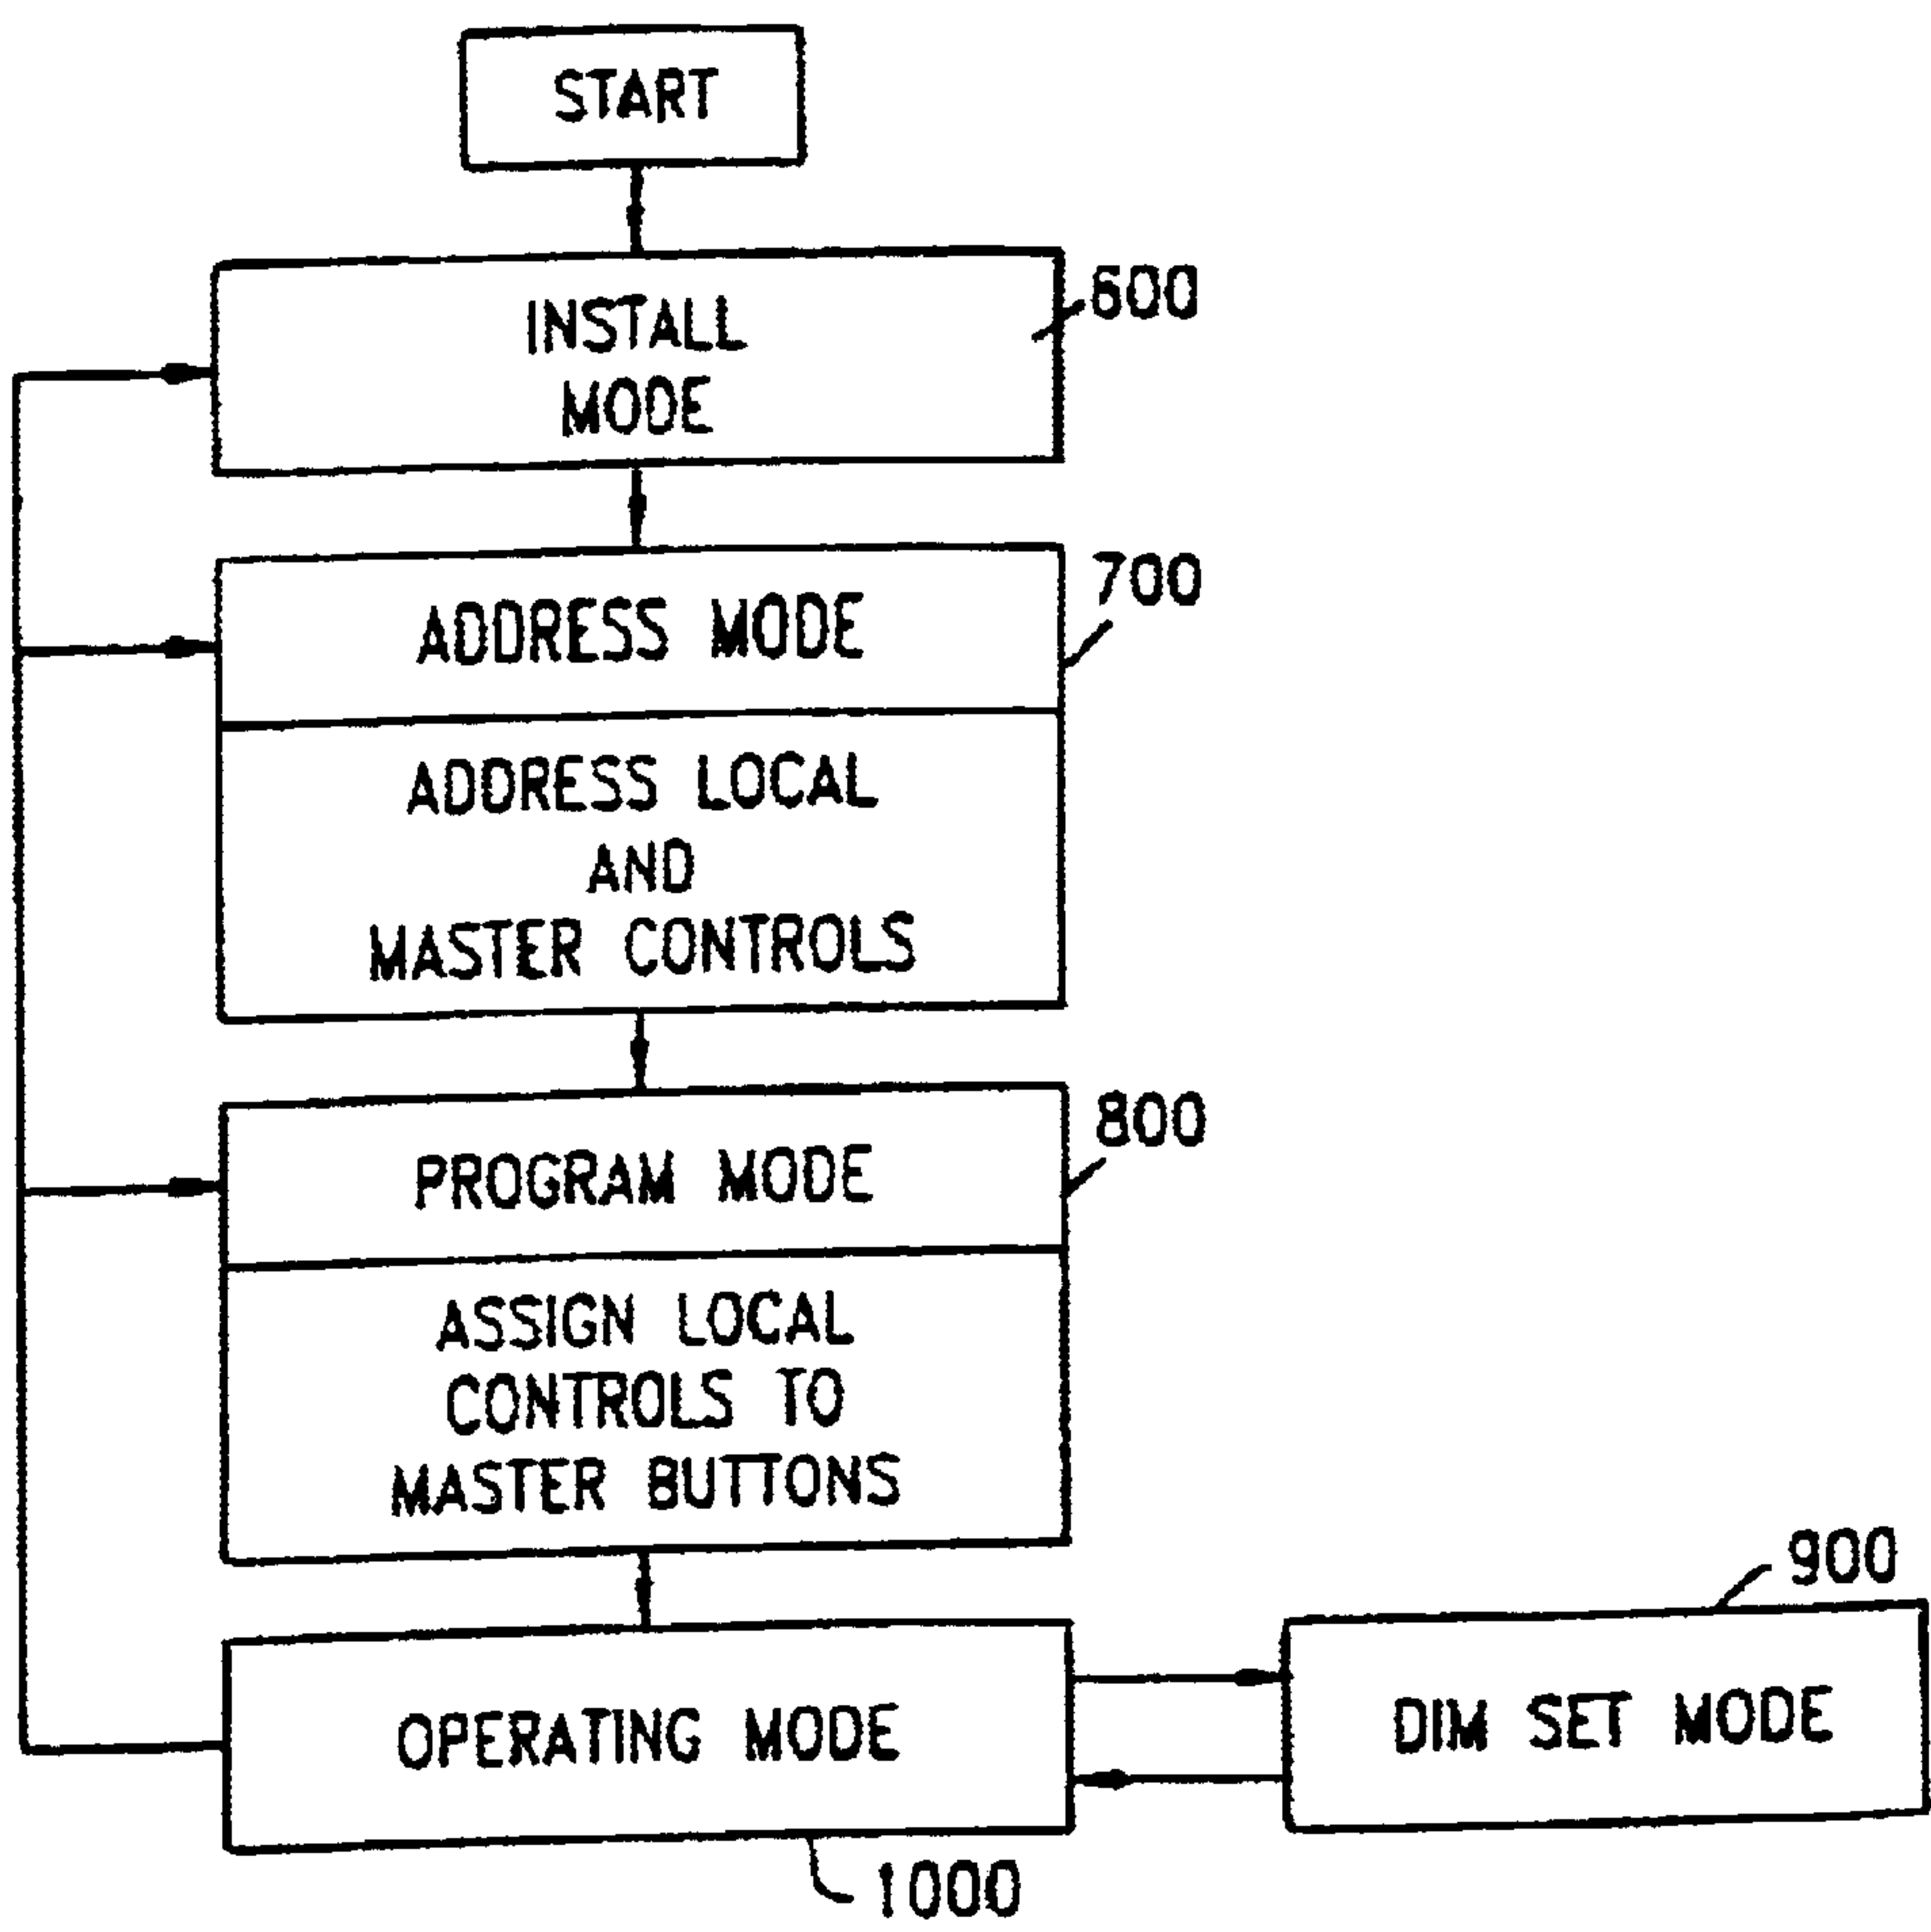 START
INSTALL
MODE
600
ADDRESS MODE
700
ADDRESS LOCAL
AND
MASTER CONTROLS
PROGRAM MODE
800
ASSIGN LOCAL
CONTROLS TO
MASTER BUTTONS
OPERATING MODE
1000
DIM SET MODE
900